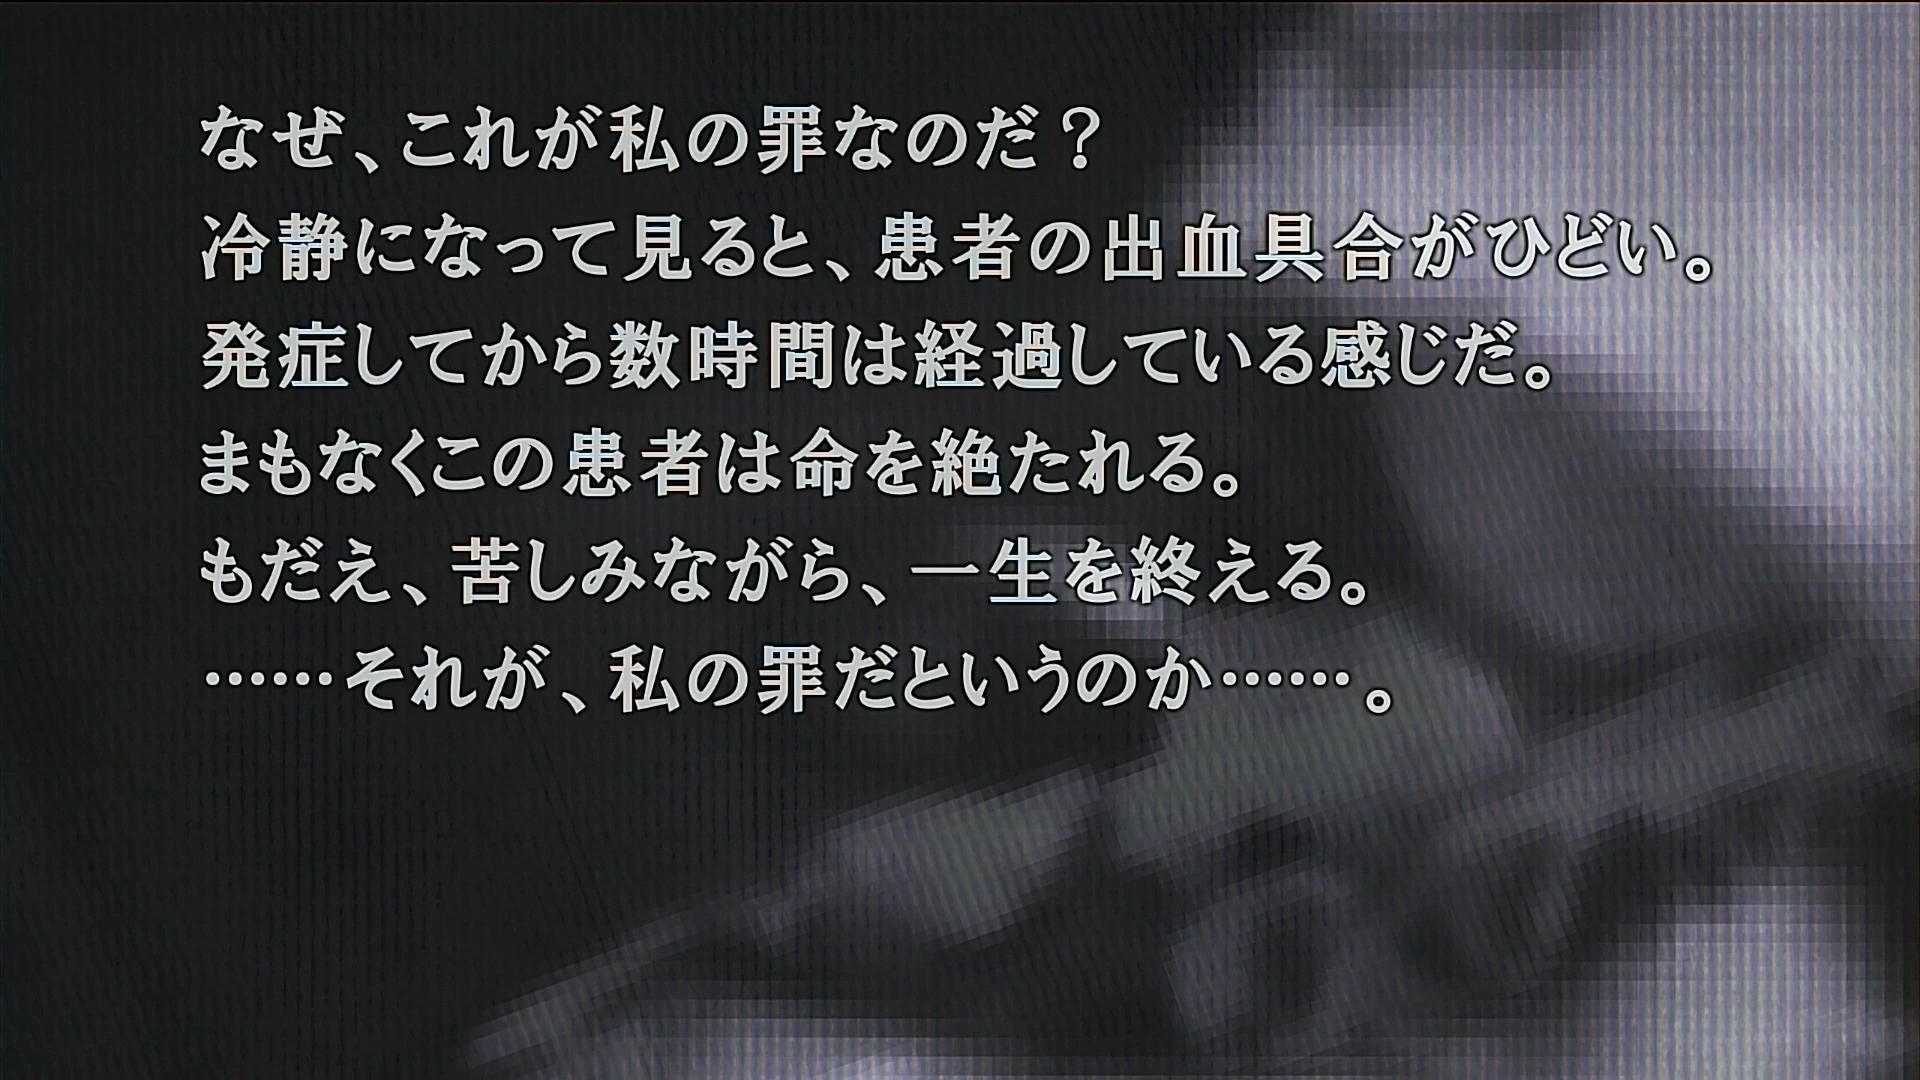 なぜ、これが私の罪なのだ？
冷静になって見ると、患者の出血具合がひどい。
発症してから数時間は経過している感じだ。
まもなくこの患者は命を絶たれる。
もだえ、苦しみながら、一生を終える。
……それが、私の罪だというのか……。